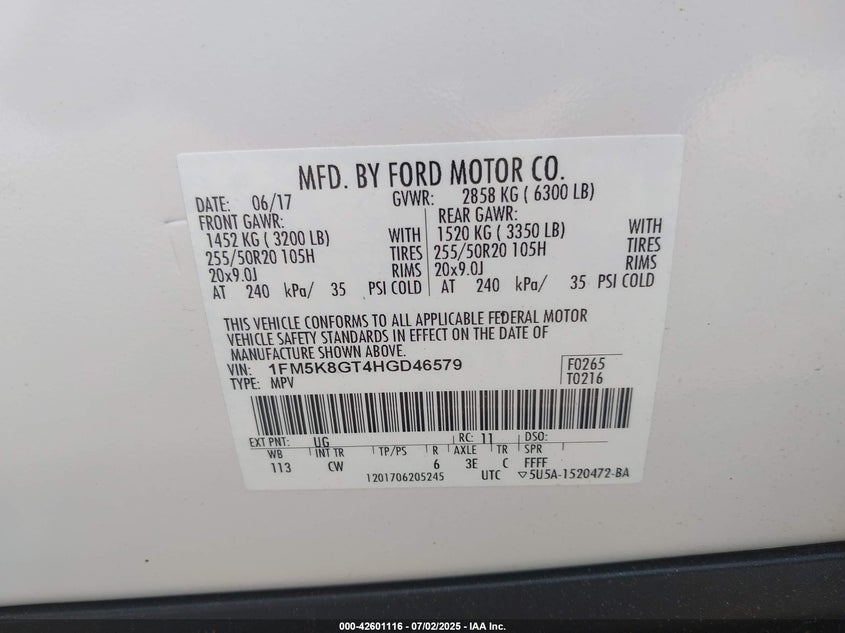 MFD. BY FORD MOTOR CO.
DATE: 06/17 GVWR: 2858 KG ( 6300 LB)
FRONT GAWR: REAR GAWR:
1452 KG ( 3200 LB) WITH 1520 KG ( 3350 LB) WITH
255/50R20 105H TIRES 255/50R20 105H TIRES
20x9.0J RIMS 20x9.0J RIMS
AT 240 kPa/ 35 PSI COLD AT 240 kPa/ 35 PSI COLD
THIS VEHICLE CONFORMS TO ALL APPLICABLE FEDERAL MOTOR
VEHICLE SAFETY STANDARDS IN EFFECT ON THE DATE OF
MANUFACTURE SHOWN ABOVE.
VIN: 1FM5K8GT4HGD46579 F0265
TYPE: MPV T0216
EXT PNT: UG RC: 11 DSO:
WB INT TR TP/PS R AXLE TR SPR
113 CW 6 3E C FFFF
1201706205245 UTC ▽5U5A-1520472-BA
000-42601116 - 07/02/2025 - IAA Inc.